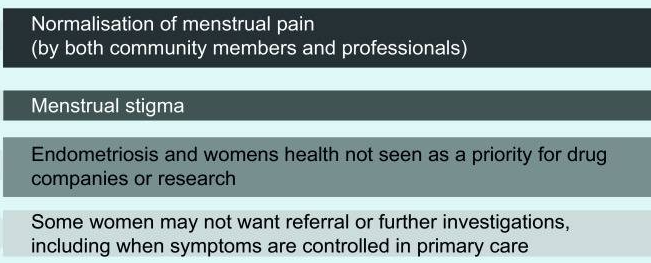 Normalisation of menstrual pain
(by both community members and professionals)
Menstrual stigma
Endometriosis and womens health not seen as a priority for drug
companies or research
Some women may not want referral or further investigations,
including when symptoms are controlled in primary care